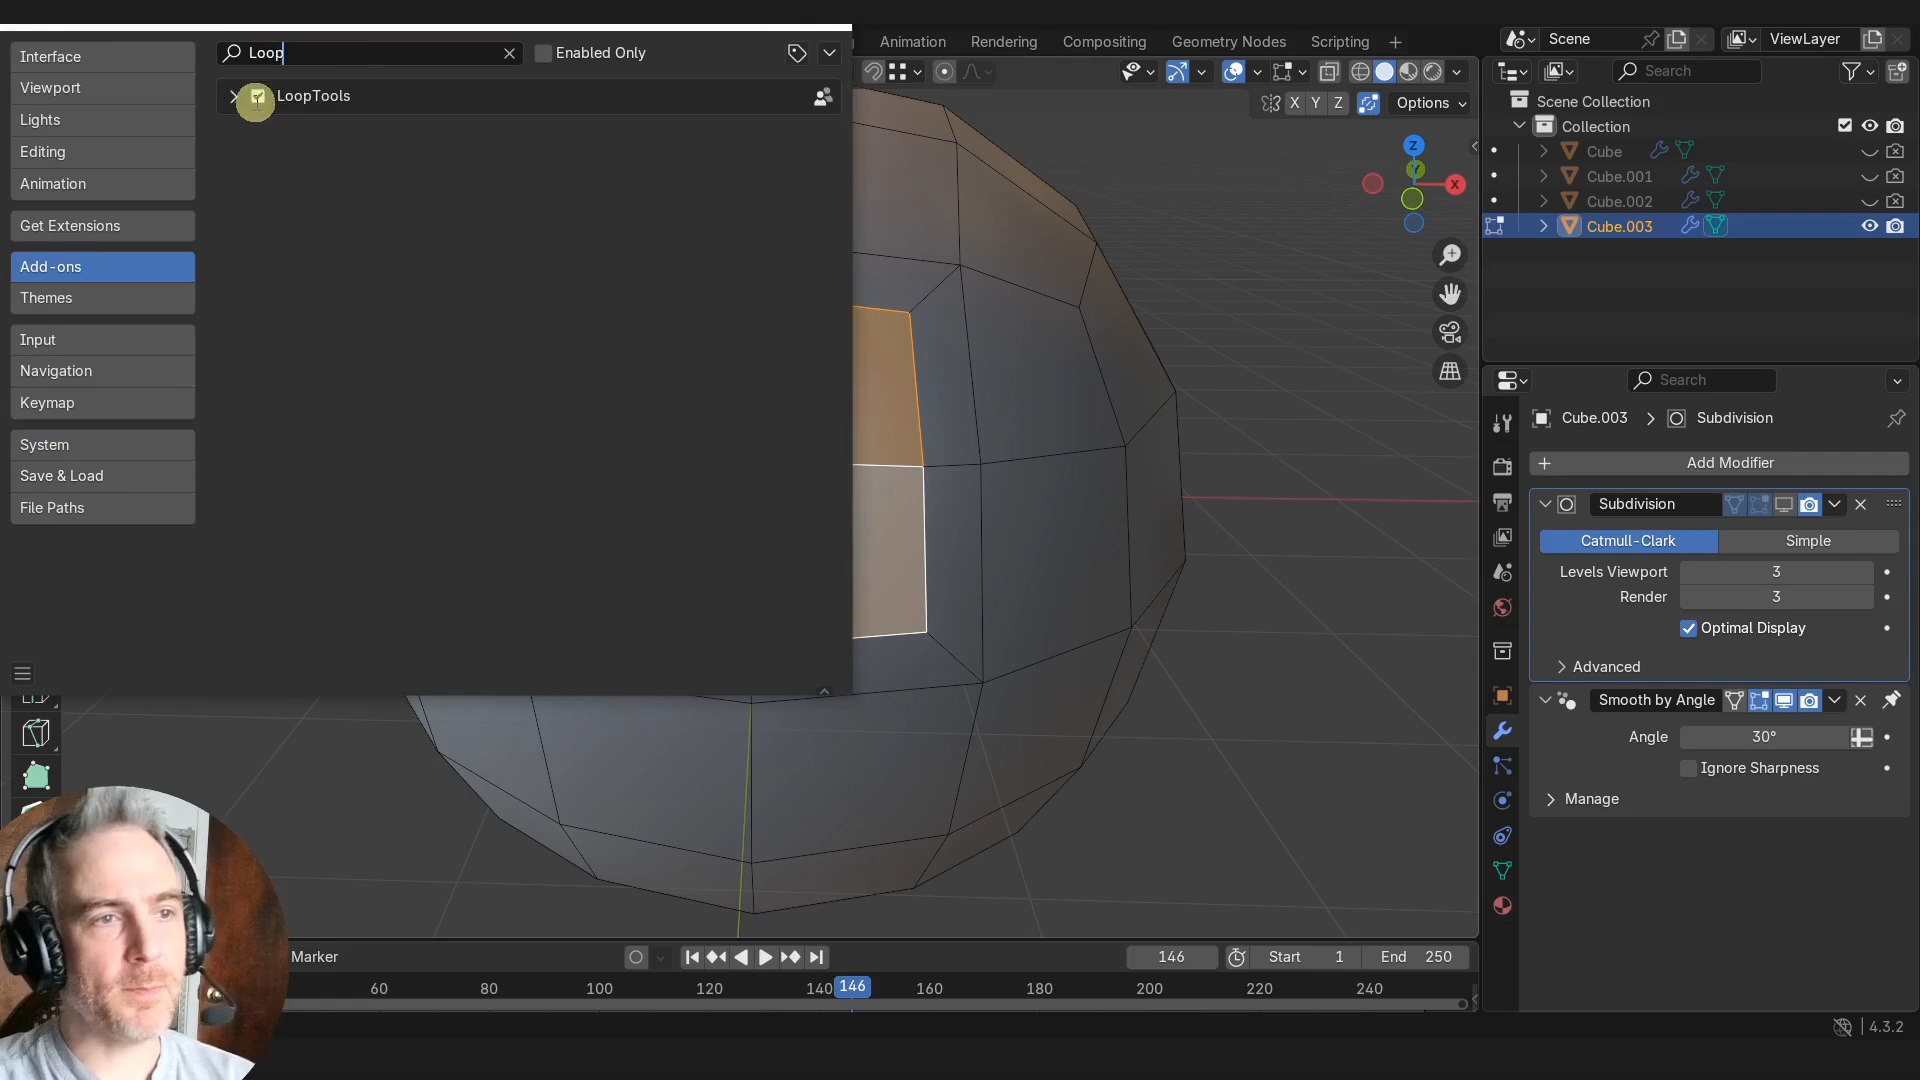 Interface
Viewport
Lights
Editing
Animation
Get Extensions
Add-ons
Themes
Input
Navigation
Keymap
System
Save & Load
File Paths
Loop
Enabled Only
LoopTools
Animation
Rendering
Compositing
Geometry Nodes
Scripting
X Y Z
Options
Z
Y
X
Scene
ViewLayer
Search
Scene Collection
Collection
Cube
Cube.001
Cube.002
Cube.003
Search
Cube.003
Subdivision
Add Modifier
Subdivision
Catmull-Clark
Simple
Levels Viewport 3
Render 3
Optimal Display
Advanced
Smooth by Angle
Angle 30°
Ignore Sharpness
Manage
Marker
146
Start 1
End 250
60 80 100 120 140 146 160 180 200 220 240
4.3.2